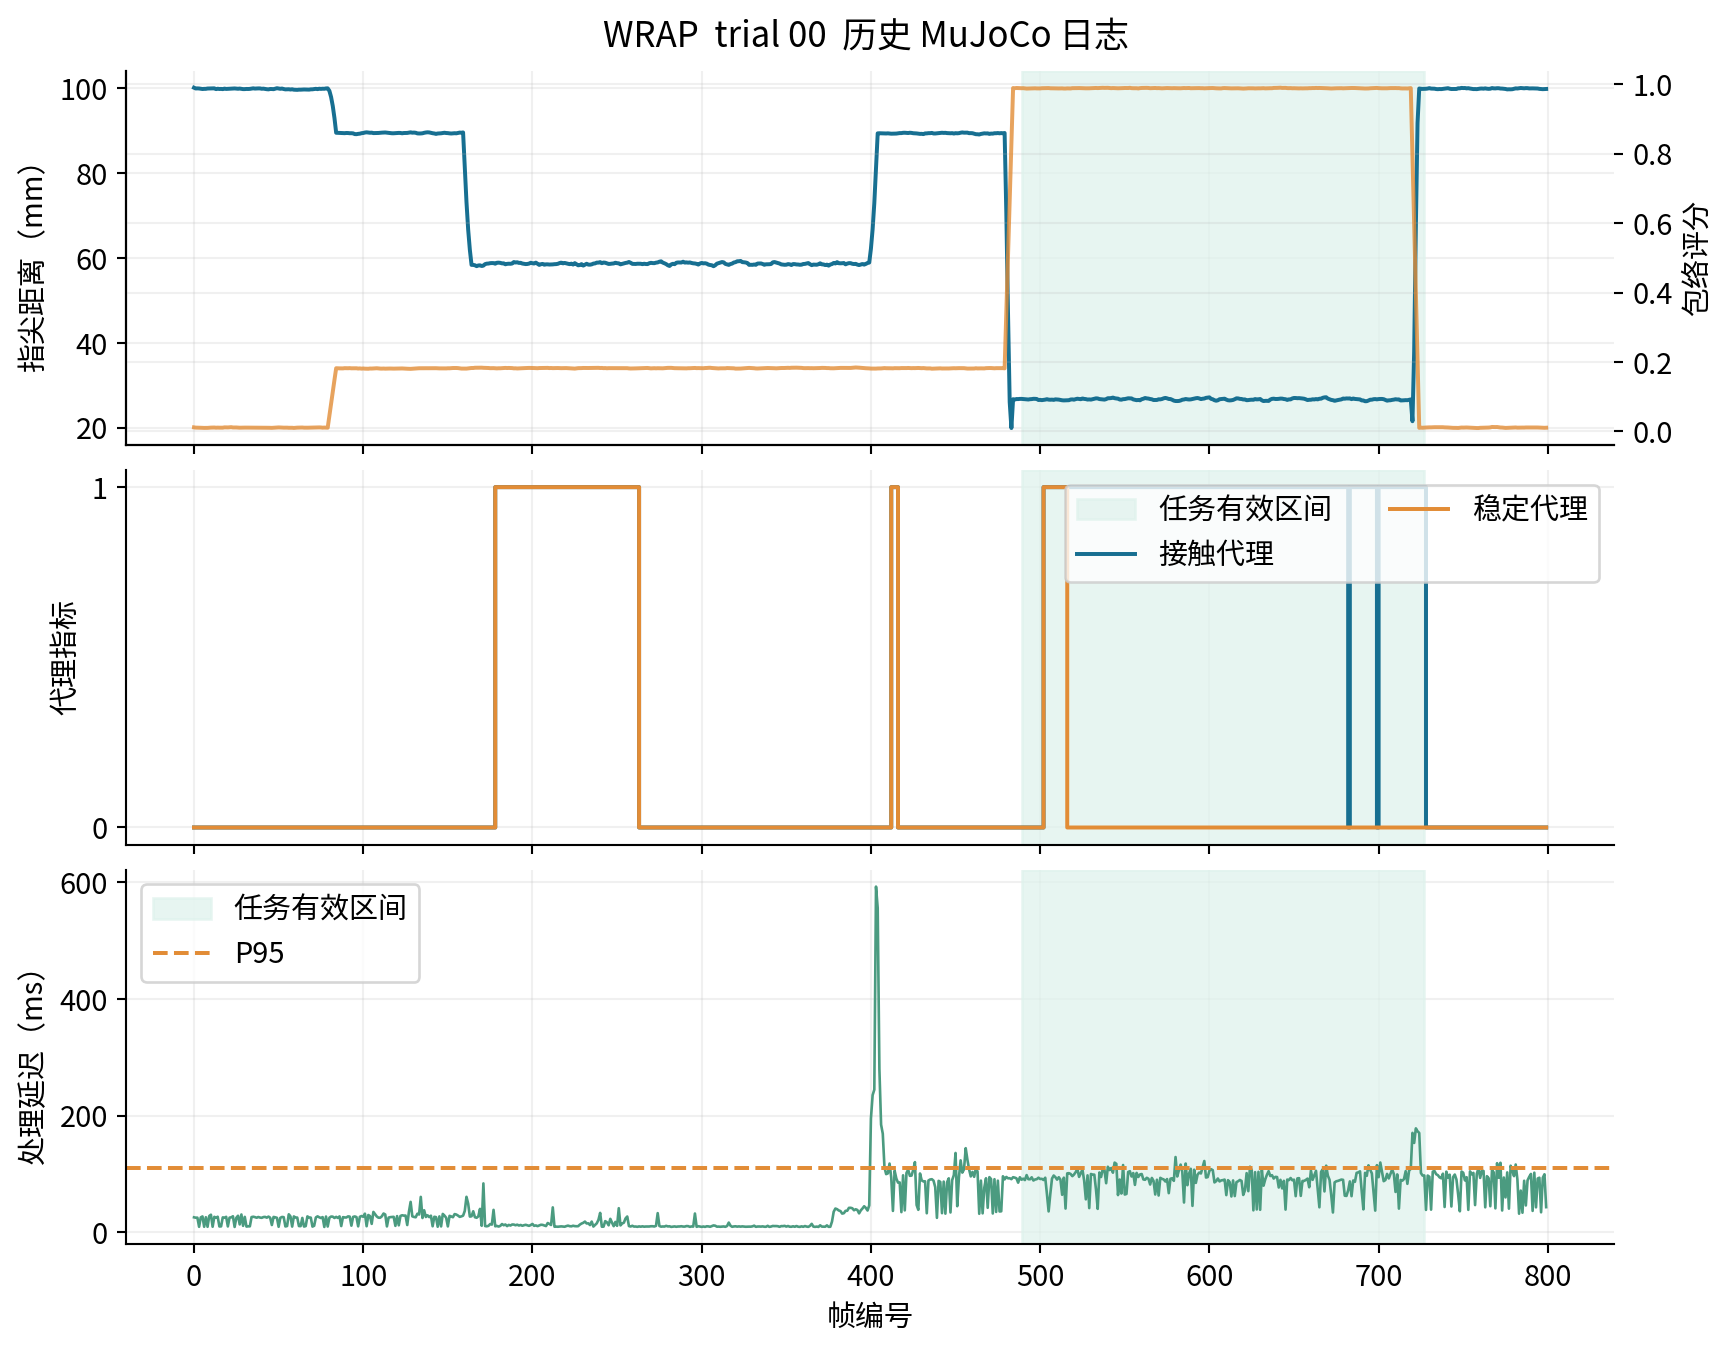 WRAP trial 00 历史 MuJoCo 日志
指尖距离（mm）
100
80
60
40
20
1.0
0.8
0.6
0.4
0.2
0.0
包络评分
代理指标
1
0
任务有效区间
接触代理
稳定代理
处理延迟（ms）
600
400
200
0
任务有效区间
P95
0 100 200 300 400 500 600 700 800
帧编号